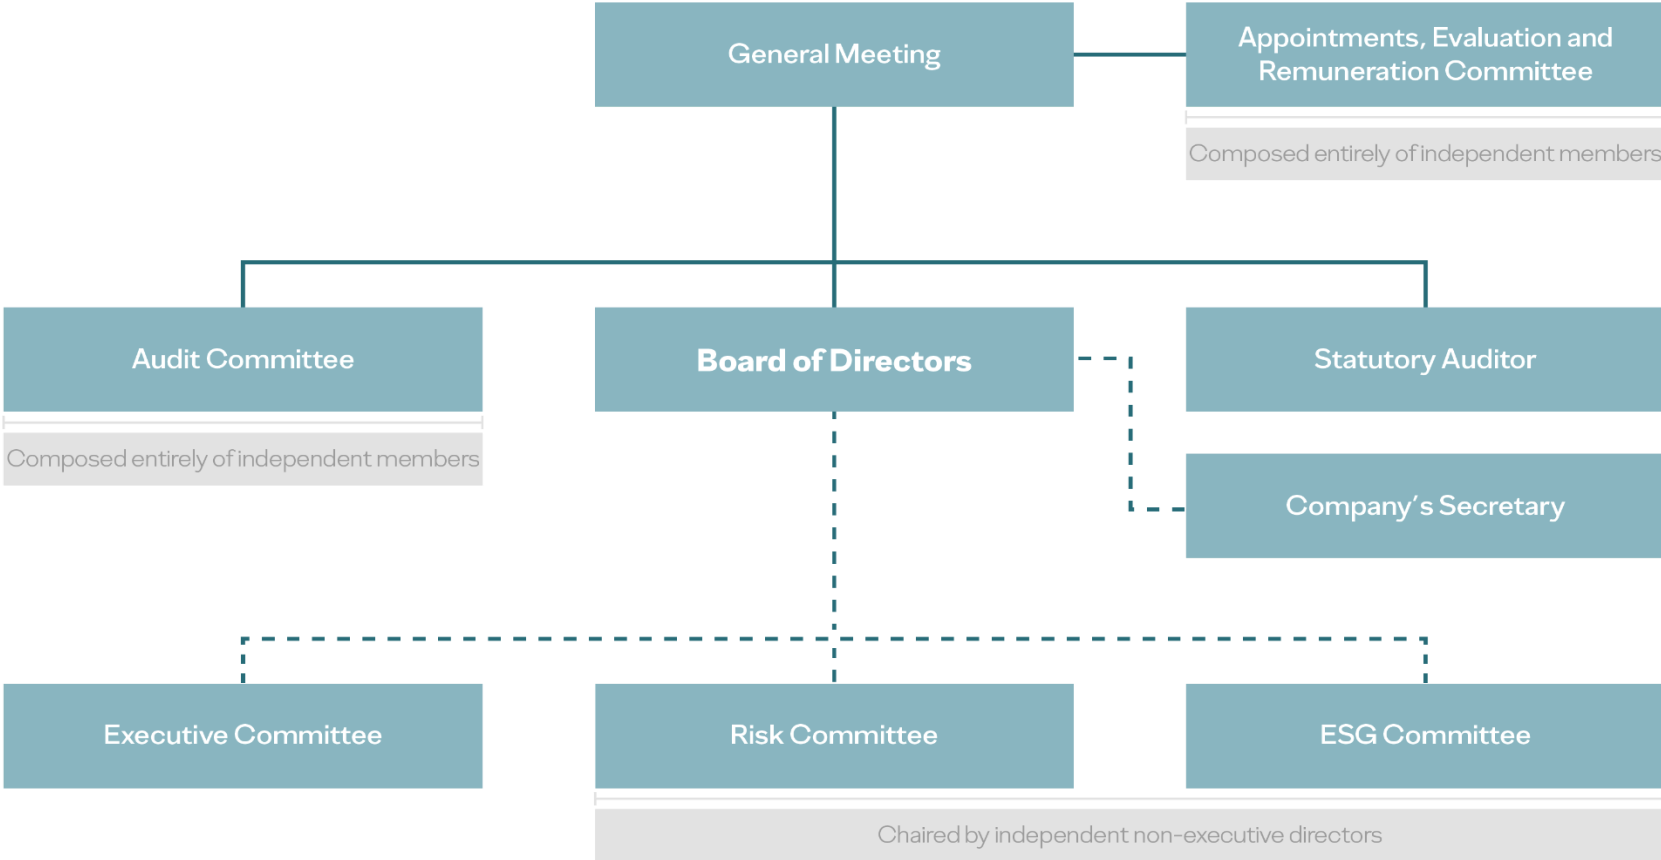 General Meeting
Appointments, Evaluation and
Remuneration Committee
Composed entirely of independent members
Audit Committee
Board of Directors
Statutory Auditor
Composed entirely of independent members
Company's Secretary
Executive Committee
Risk Committee
ESG Committee
Chaired by independent non-executive directors